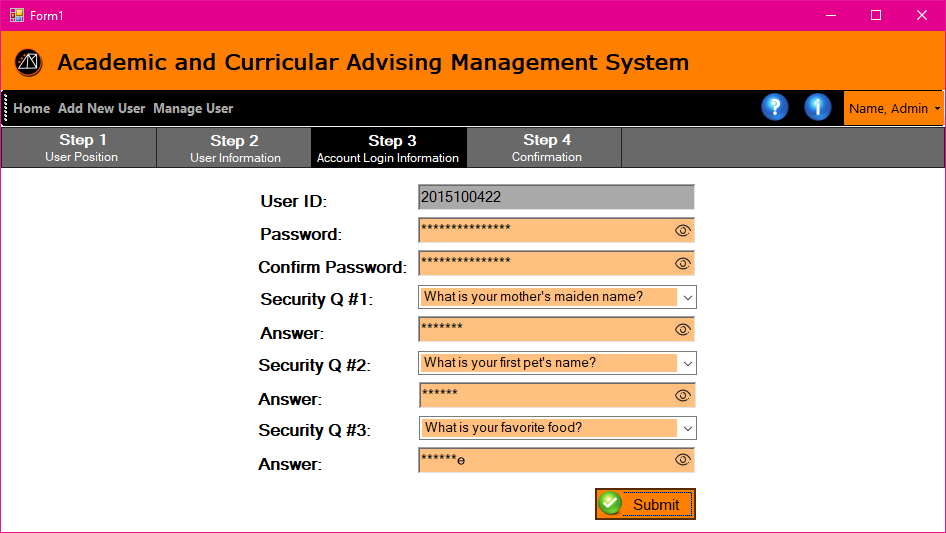 Form1
Academic and Curricular Advising Management System
Home Add New User Manage User ? i Name, Admin
Step 1 Step 2 Step 3 Step 4
User Position User Information Account Login Information Confirmation
User ID: 2015100422
Password: ***************
Confirm Password: ***************
Security Q #1: What is your mother's maiden name?
Answer: *******
Security Q #2: What is your first pet's name?
Answer: ******
Security Q #3: What is your favorite food?
Answer: ******e
Submit